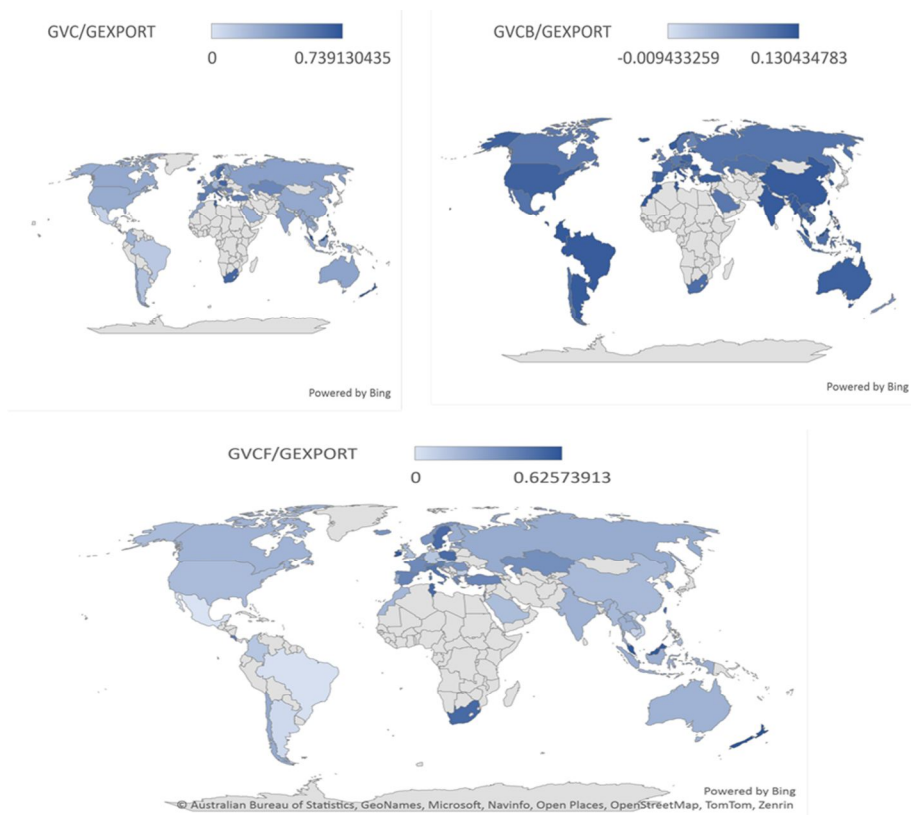 GVC/GEXPORT
0 0.739130435
Powered by Bing
GVCB/GEXPORT
-0.009433259 0.130434783
Powered by Bing
GVCF/GEXPORT
0 0.62573913
Powered by Bing
© Australian Bureau of Statistics, GeoNames, Microsoft, Navinfo, Open Places, OpenStreetMap, TomTom, Zenrin